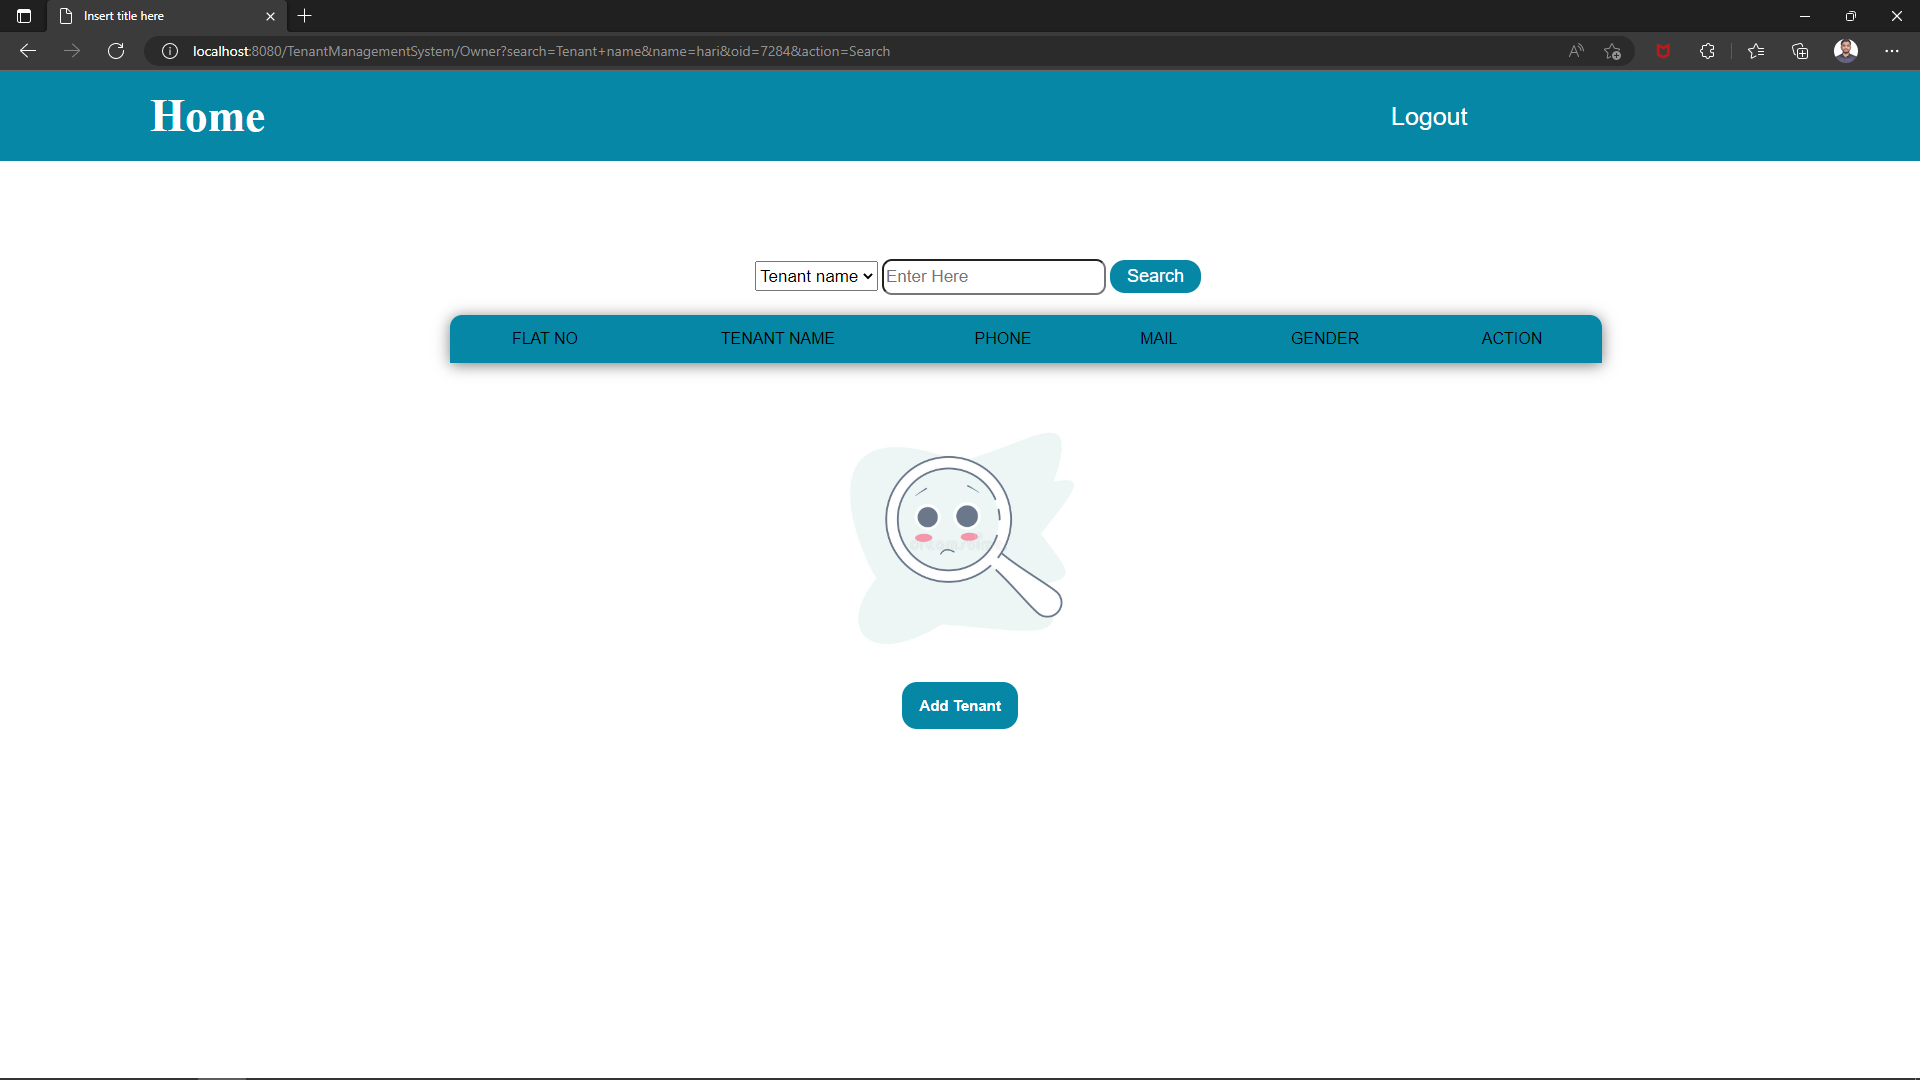 Insert title here
localhost:8080/TenantManagementSystem/Owner?search=Tenant+name&name=hari&oid=7284&action=Search
Home
Logout
Tenant name
Enter Here
Search
FLAT NO TENANT NAME PHONE MAIL GENDER ACTION
Add Tenant